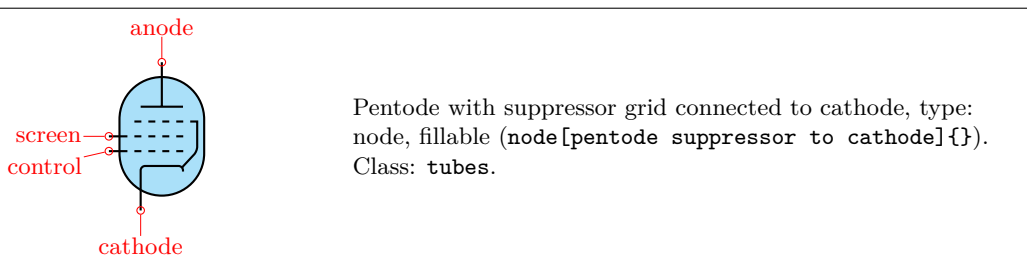 anode
screen
control
cathode
Pentode with suppressor grid connected to cathode, type:
node, fillable (node[pentode suppressor to cathode]{}).
Class: tubes.